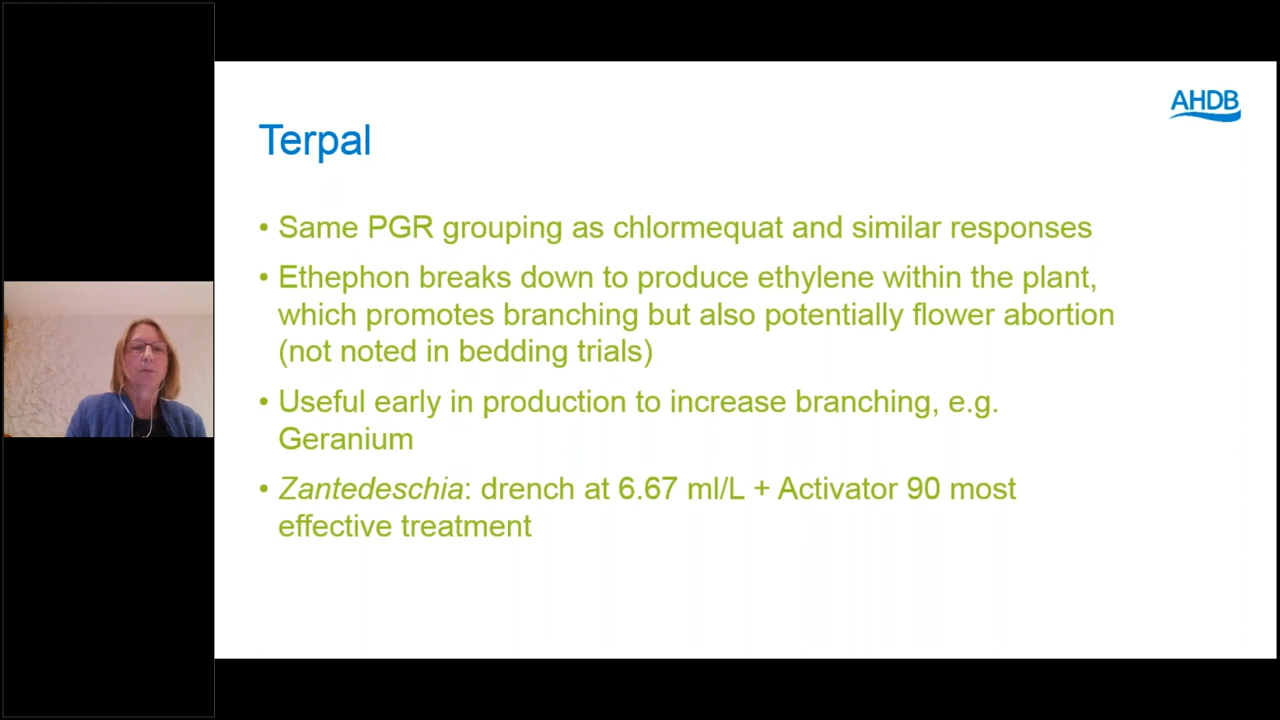 AHDB
Terpal
• Same PGR grouping as chlormequat and similar responses
• Ethephon breaks down to produce ethylene within the plant,
which promotes branching but also potentially flower abortion
(not noted in bedding trials)
• Useful early in production to increase branching, e.g.
Geranium
• Zantedeschia: drench at 6.67 ml/L + Activator 90 most
effective treatment